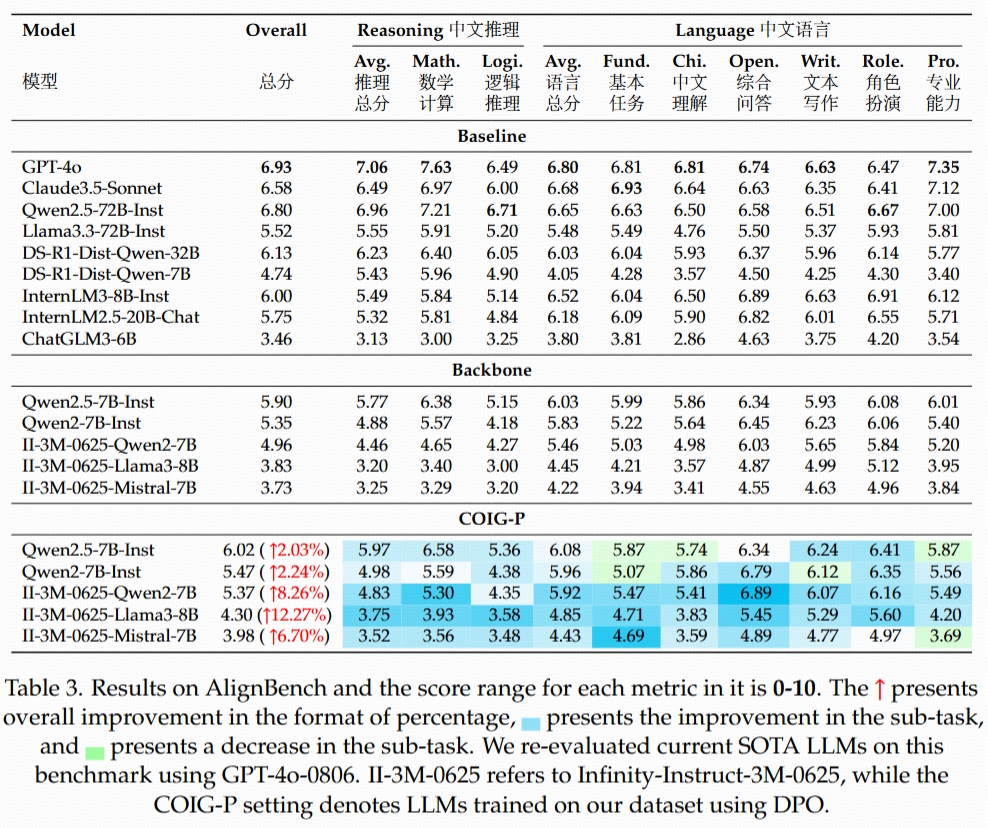 Model Overall Reasoning 中文推理 Language 中文语言
模型 总分 Avg. 推理总分 Math. 数学计算 Logi. 逻辑推理 Avg. 语言总分 Fund. 基本任务 Chi. 中文理解 Open. 综合问答 Writ. 文本写作 Role. 角色扮演 Pro. 专业能力
Baseline
GPT-4o 6.93 7.06 7.63 6.49 6.80 6.81 6.81 6.74 6.63 6.47 7.35
Claude3.5-Sonnet 6.58 6.49 6.97 6.00 6.68 6.93 6.64 6.63 6.35 6.41 7.12
Qwen2.5-72B-Inst 6.80 6.96 7.21 6.71 6.65 6.63 6.50 6.58 6.51 6.67 7.00
Llama3.3-72B-Inst 5.52 5.55 5.91 5.20 5.48 5.49 4.76 5.50 5.37 5.93 5.81
DS-R1-Dist-Qwen-32B 6.13 6.23 6.40 6.05 6.03 6.04 5.93 6.37 5.96 6.14 5.77
DS-R1-Dist-Qwen-7B 4.74 5.43 5.96 4.90 4.05 4.28 3.57 4.50 4.25 4.30 3.40
InternLM3-8B-Inst 6.00 5.49 5.84 5.14 6.52 6.04 6.50 6.89 6.63 6.91 6.12
InternLM2.5-20B-Chat 5.75 5.32 5.81 4.84 6.18 6.09 5.90 6.82 6.01 6.55 5.71
ChatGLM3-6B 3.46 3.13 3.00 3.25 3.80 3.81 2.86 4.63 3.75 4.20 3.54
Backbone
Qwen2.5-7B-Inst 5.90 5.77 6.38 5.15 6.03 5.99 5.86 6.34 5.93 6.08 6.01
Qwen2-7B-Inst 5.35 4.88 5.57 4.18 5.83 5.22 5.64 6.45 6.23 6.06 5.40
II-3M-0625-Qwen2-7B 4.96 4.46 4.65 4.27 5.46 5.03 4.98 6.03 5.65 5.84 5.20
II-3M-0625-Llama3-8B 3.83 3.20 3.40 3.00 4.45 4.21 3.57 4.87 4.99 5.12 3.95
II-3M-0625-Mistral-7B 3.73 3.25 3.29 3.20 4.22 3.94 3.41 4.55 4.63 4.96 3.84
COIG-P
Qwen2.5-7B-Inst 6.02 ( ↑2.03%) 5.97 6.58 5.36 6.08 5.87 5.74 6.34 6.24 6.41 5.87
Qwen2-7B-Inst 5.47 ( ↑2.24%) 4.98 5.59 4.38 5.96 5.07 5.86 6.79 6.12 6.35 5.56
II-3M-0625-Qwen2-7B 5.37 ( ↑8.26%) 4.83 5.30 4.35 5.92 5.47 5.41 6.89 6.07 6.16 5.49
II-3M-0625-Llama3-8B 4.30 (↑12.27%) 3.75 3.93 3.58 4.85 4.71 3.83 5.45 5.29 5.60 4.20
II-3M-0625-Mistral-7B 3.98 ( ↑6.70%) 3.52 3.56 3.48 4.43 4.69 3.59 4.89 4.77 4.97 3.69
Table 3. Results on AlignBench and the score range for each metric in it is 0-10. The ↑ presents
overall improvement in the format of percentage, presents the improvement in the sub-task,
and presents a decrease in the sub-task. We re-evaluated current SOTA LLMs on this
benchmark using GPT-4o-0806. II-3M-0625 refers to Infinity-Instruct-3M-0625, while the
COIG-P setting denotes LLMs trained on our dataset using DPO.